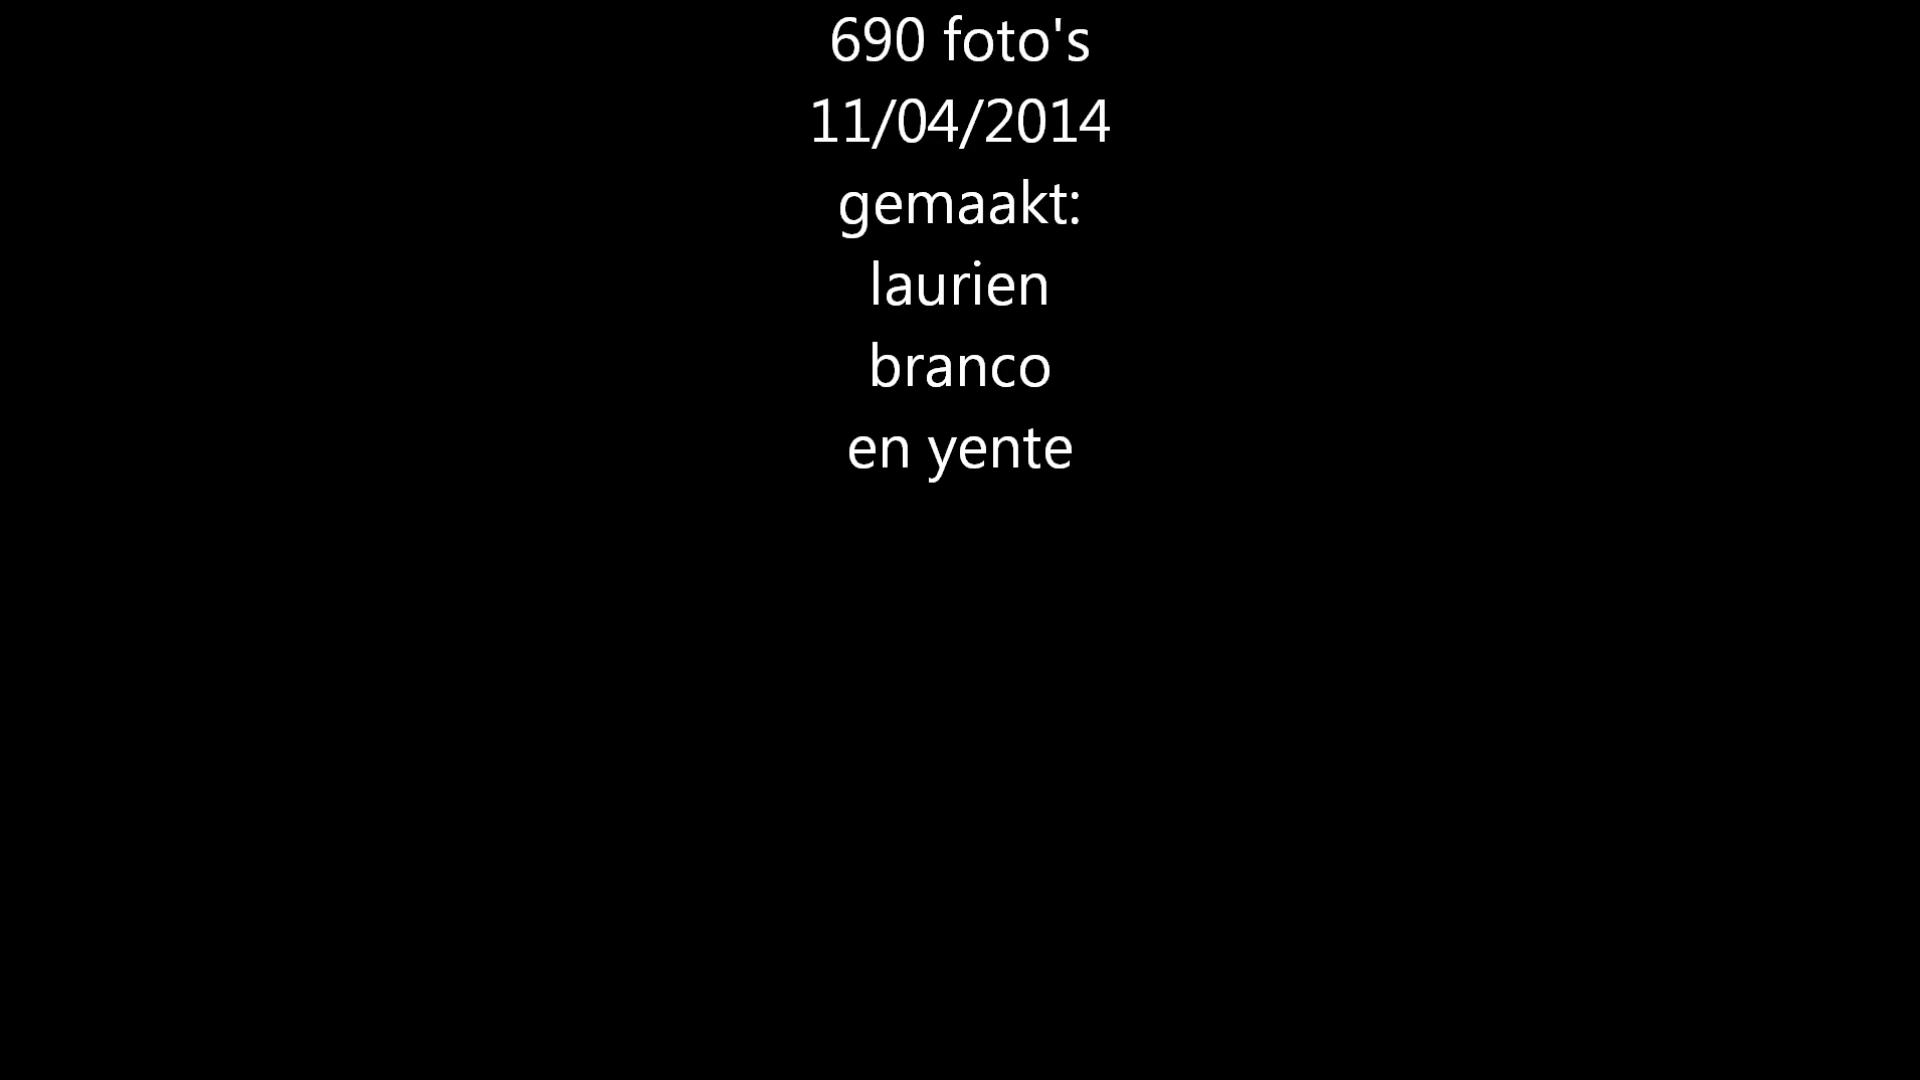 690 foto's
11/04/2014
gemaakt:
laurien
branco
en yente